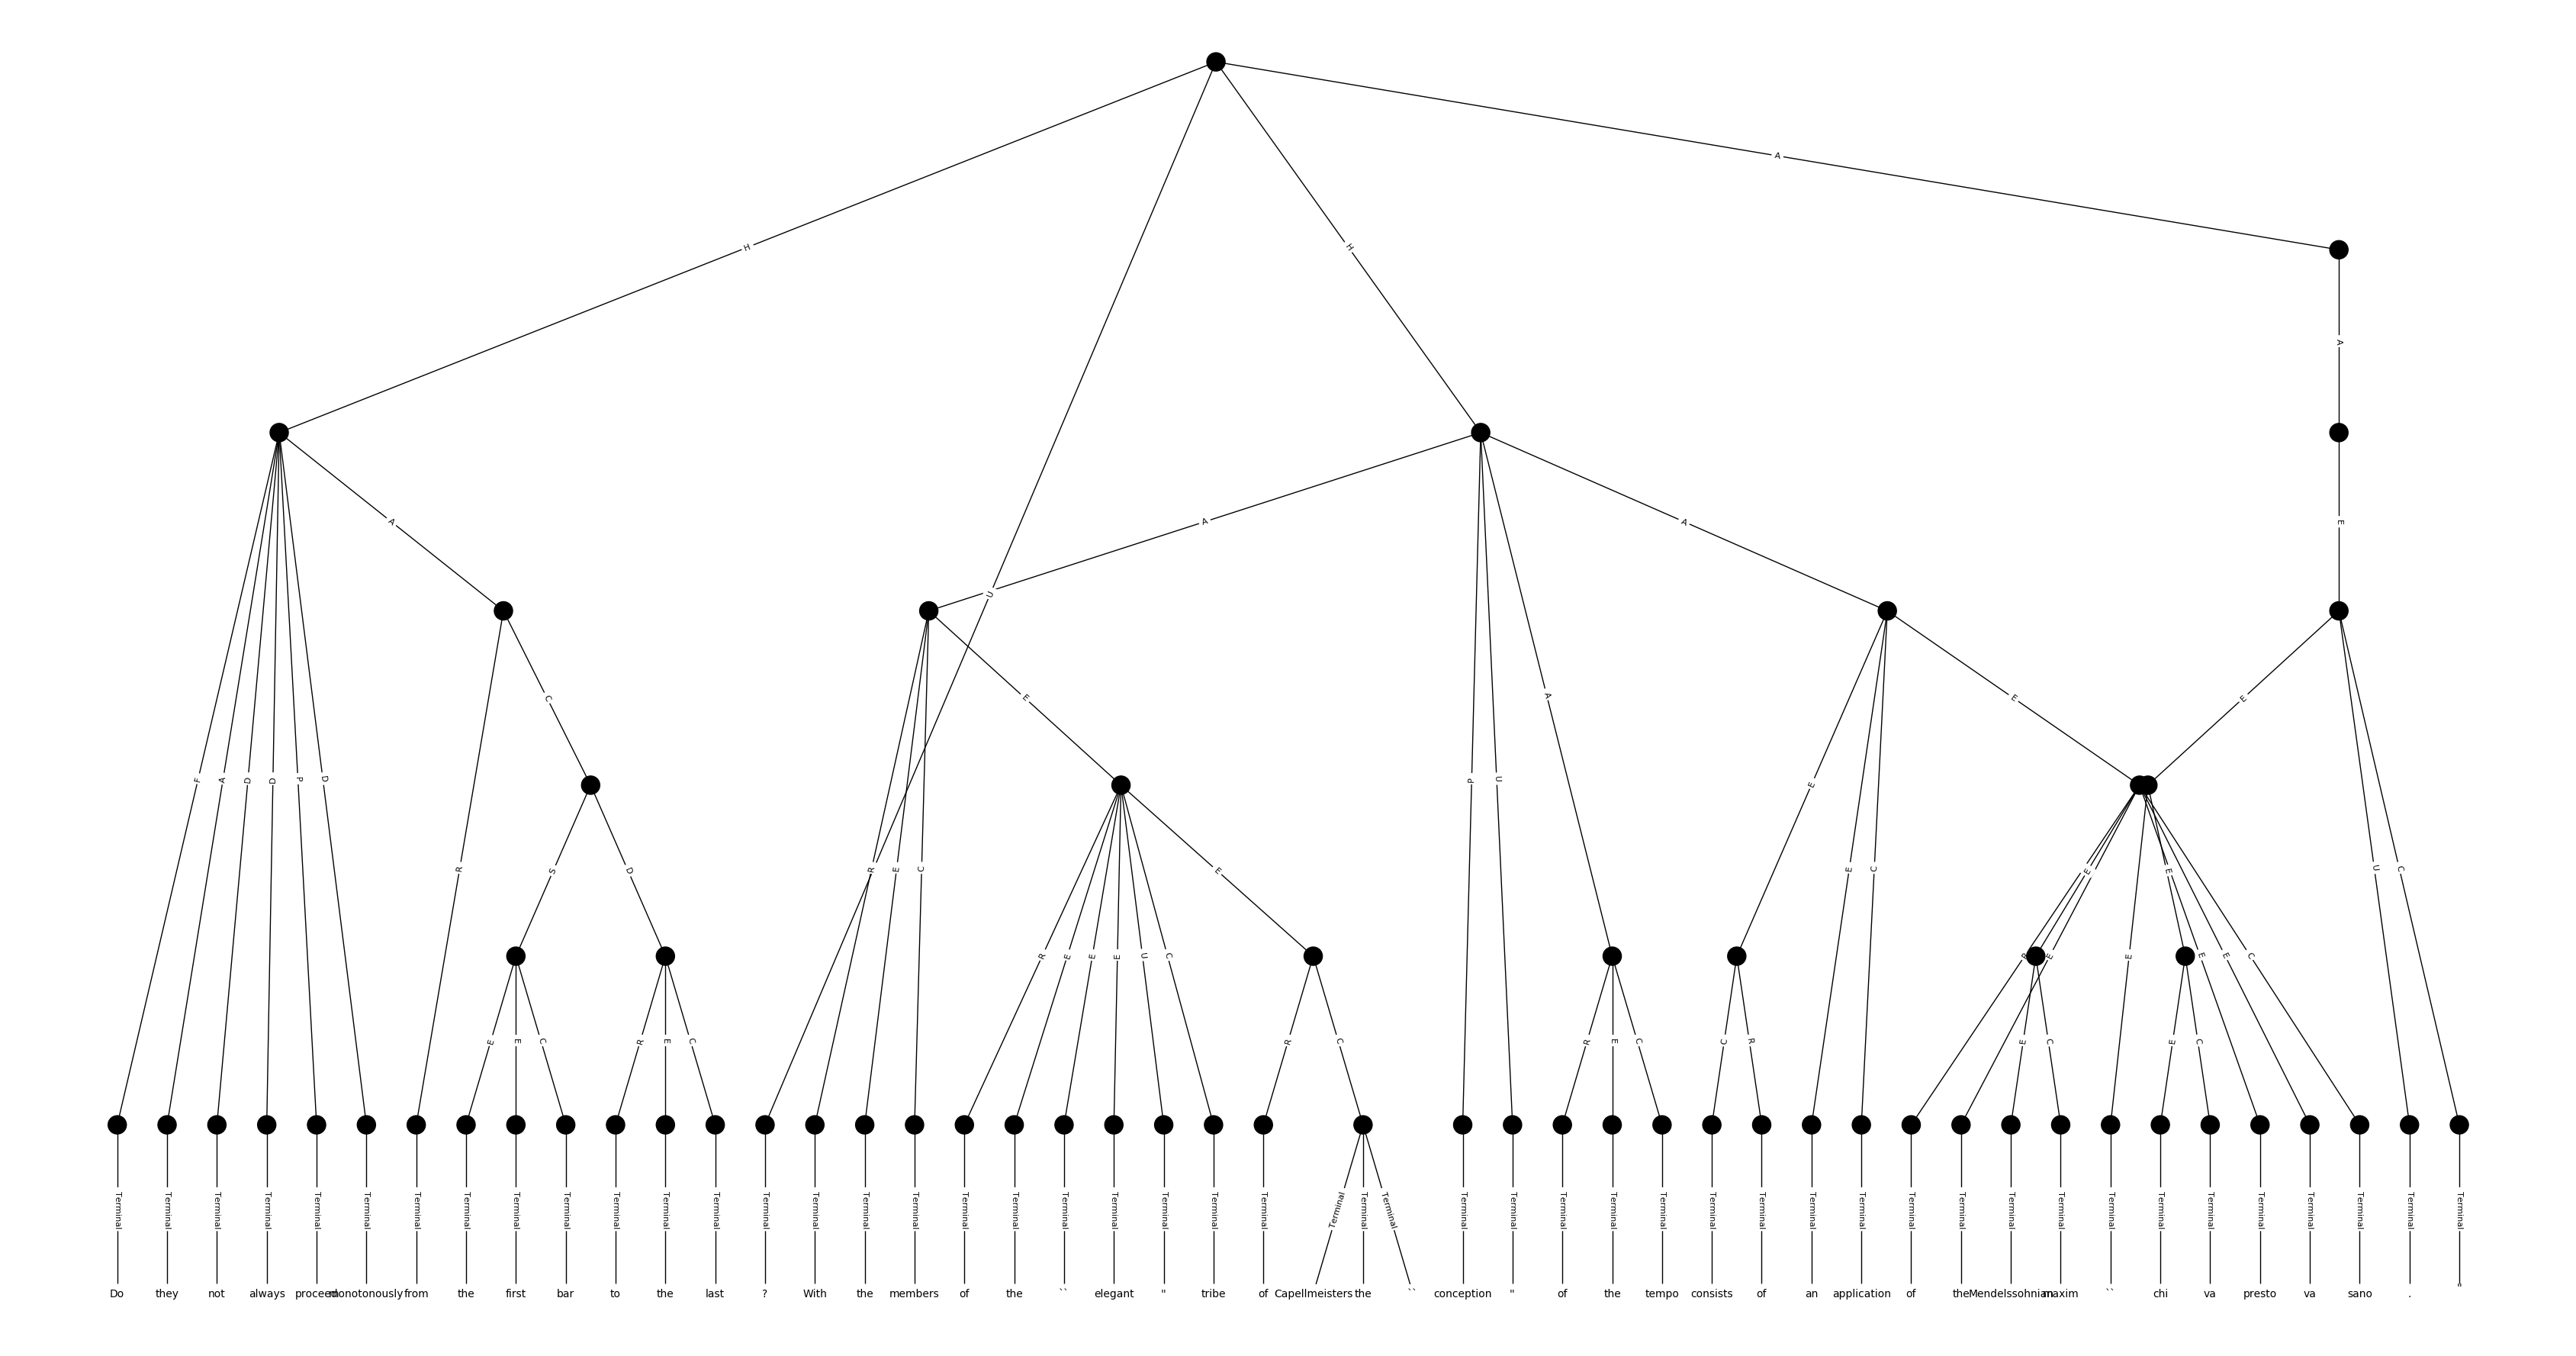 H
A
H
A
A
A
A
E
U
C
E
E
E
A
F A D D P D
P U
E
R
S
D
R E C
E
E C
E
E
U C
R E E E U C
R E
E
E
E E C
E E C
R E C
R
C
R E C
C R
E C
E C
Terminal Terminal Terminal Terminal Terminal Terminal Terminal Terminal Terminal Terminal Terminal Terminal Terminal Terminal Terminal Terminal Terminal Terminal Terminal Terminal Terminal Terminal Terminal Terminal Terminal Terminal Terminal Terminal Terminal Terminal Terminal Terminal Terminal Terminal Terminal Terminal Terminal Terminal Terminal Terminal Terminal Terminal Terminal Terminal Terminal Terminal Terminal Terminal
Do they not always proceed monotonously from the first bar to the last ? With the members of the `` elegant " tribe of Capellmeisters the `` conception " of the tempo consists of an application of the Mendelssohnian maxim `` chi va presto va sano . "